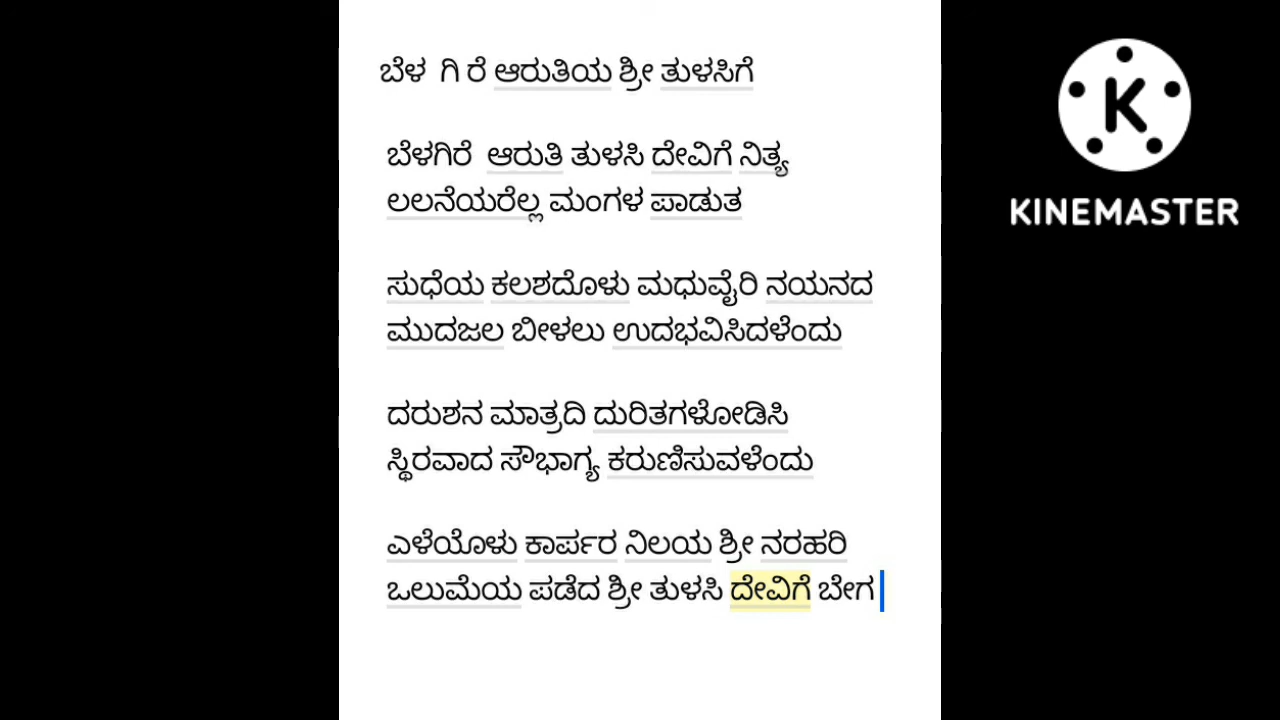 ಬೆಳ ಗಿ ರೆ ಆರುತಿಯ ಶ್ರೀ ತುಳಸಿಗೆ
ಬೆಳಗಿರೆ ಆರುತಿ ತುಳಸಿ ದೇವಿಗೆ ನಿತ್ಯ
ಲಲನೆಯರೆಲ್ಲ ಮಂಗಳ ಪಾಡುತ
ಸುಧೆಯ ಕಲಶದೊಳು ಮಧುವೈರಿ ನಯನದ
ಮುದಜಲ ಬೀಳಲು ಉದಭವಿಸಿದಳೆಂದು
ದರುಶನ ಮಾತ್ರದಿ ದುರಿತಗಳೋಡಿಸಿ
ಸ್ಥಿರವಾದ ಸೌಭಾಗ್ಯ ಕರುಣಿಸುವಳೆಂದು
ಎಳೆಯೊಳು ಕಾರ್ಪರ ನಿಲಯ ಶ್ರೀ ನರಹರಿ
ಒಲುಮೆಯ ಪಡೆದ ಶ್ರೀ ತುಳಸಿ ದೇವಿಗೆ ಬೇಗ
K
KINEMASTER